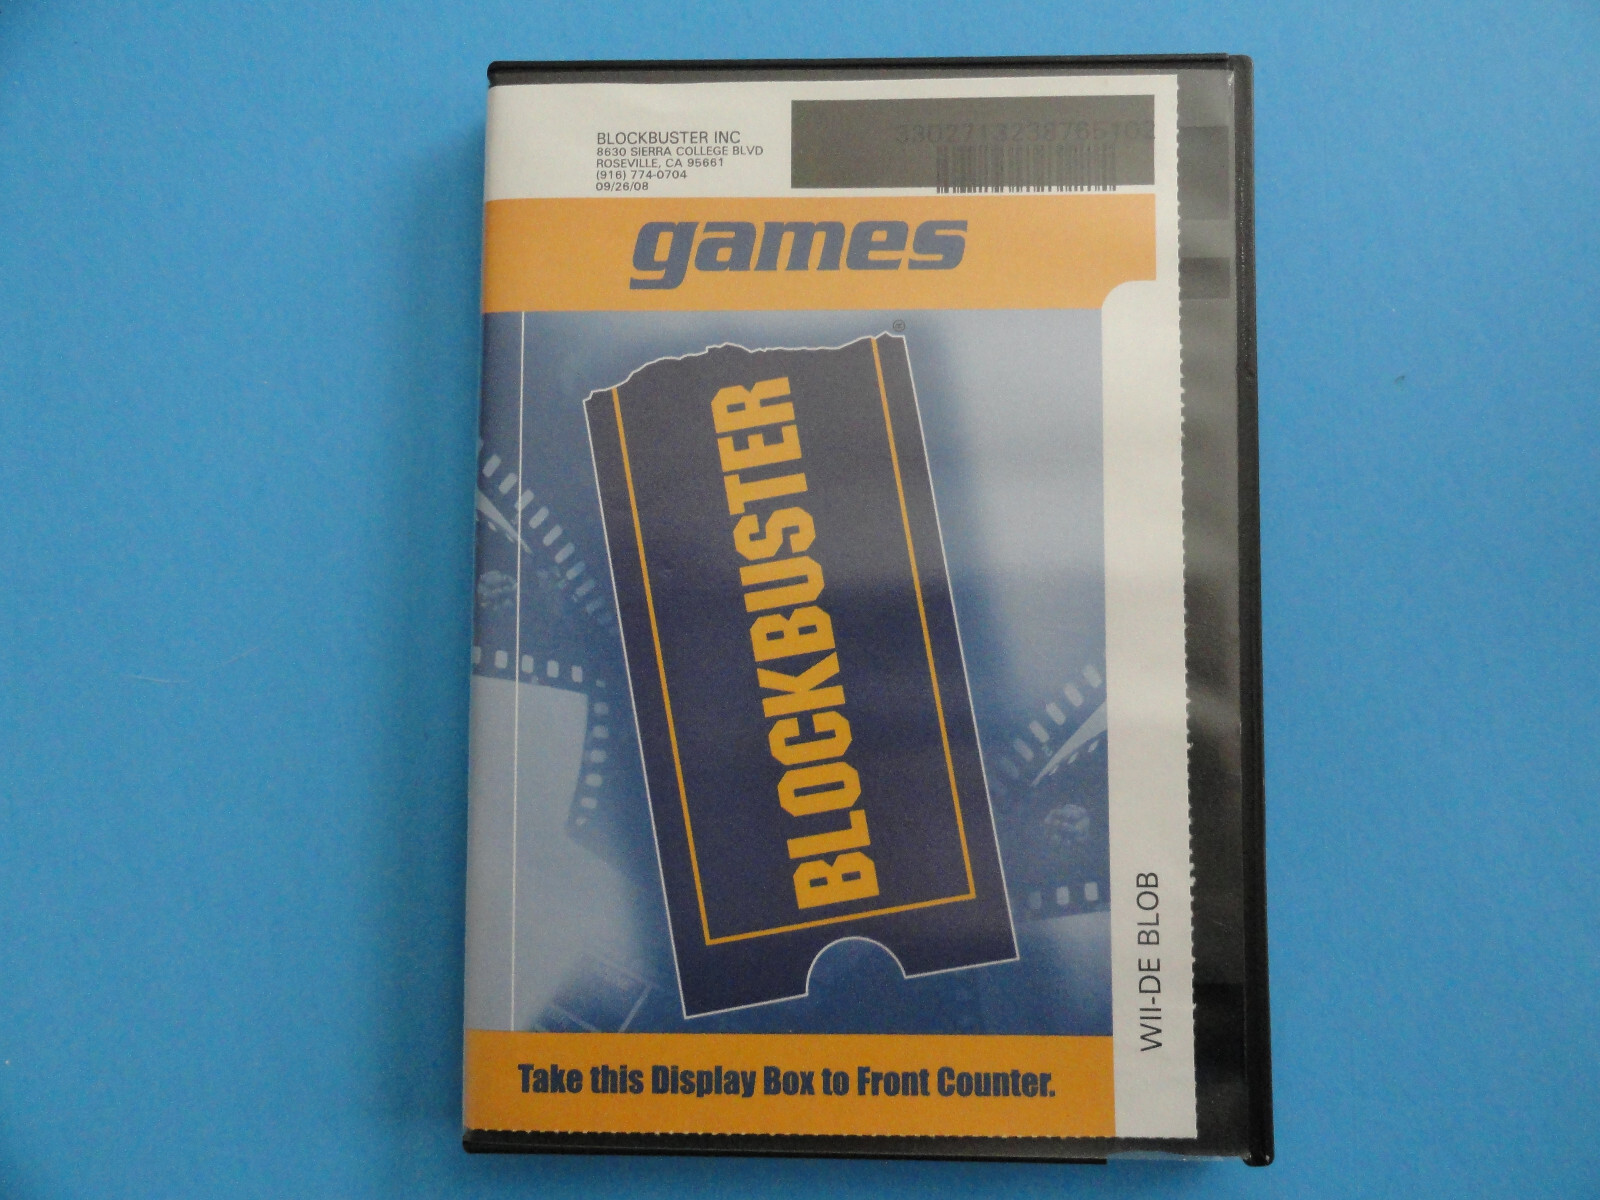 BLOCKBUSTER INC
8630 SIERRA COLLEGE BLVD
ROSEVILLE, CA 95661
(916) 774-0704
09/26/08
3302713238765102
games
®
BLOCKBUSTER
WII-DE BLOB
Take this Display Box to Front Counter.